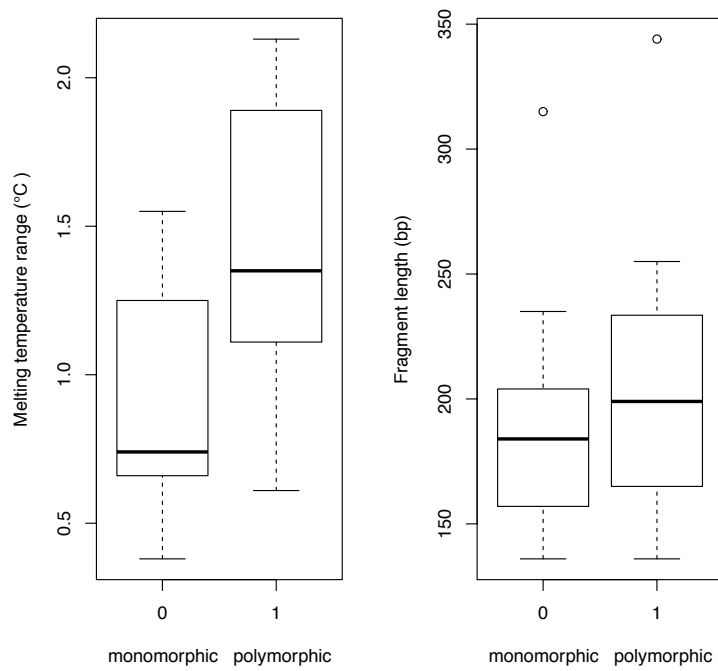 Melting temperature range (°C)
2.0
1.5
1.0
0.5
0
1
monomorphic
polymorphic
Fragment length (bp)
350
300
250
200
150
0
1
monomorphic
polymorphic